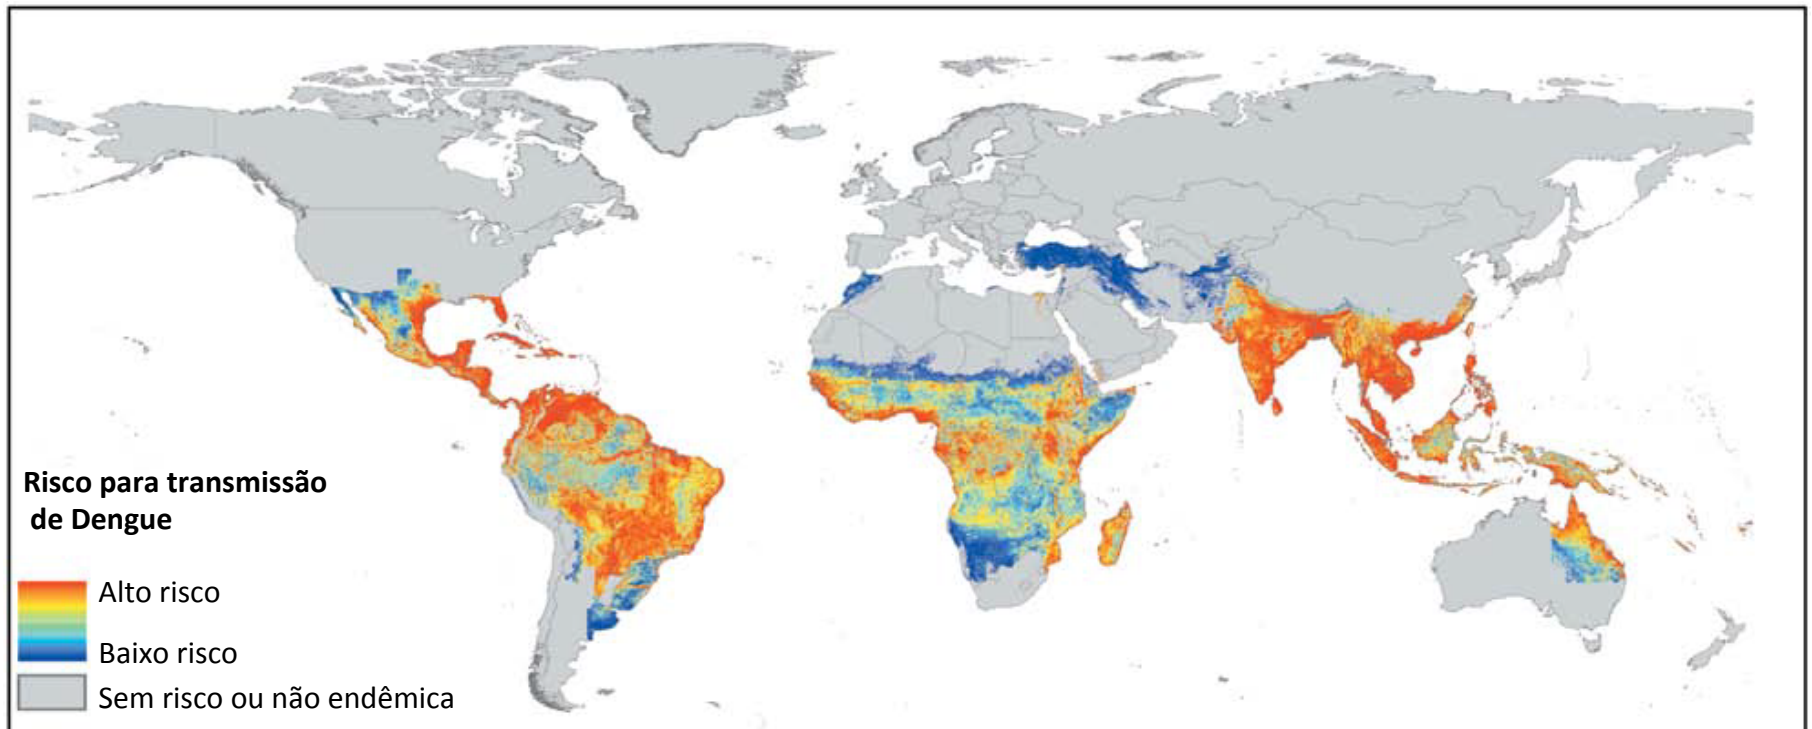 Risco para transmissão
de Dengue
Alto risco
Baixo risco
Sem risco ou não endêmica